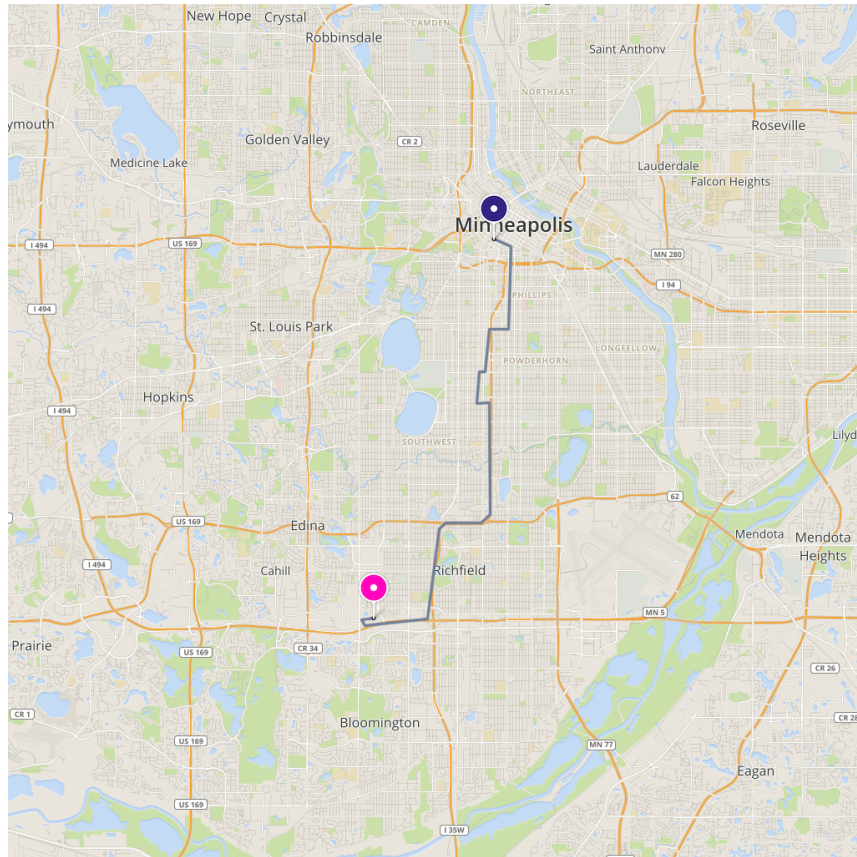 CAMDEN
New Hope
Crystal
Robbinsdale
Saint Anthony
NORTHEAST
ymouth
Roseville
Golden Valley
CR 2
Medicine Lake
Lauderdale
Falcon Heights
Minneapolis
I 494
US 169
MN 280
I 94
PHILLIPS
I 494
St. Louis Park
LONGFELLOW
POWDERHORN
Hopkins
I 494
Lilyd
SOUTHWEST
62
US 169
Edina
Mendota
Mendota
Heights
I 494
Cahill
Richfield
MN 5
Prairie
CR 34
US 169
CR 26
CR 1
CR 28
Bloomington
US 169
MN 77
Eagan
US 169
I 35W